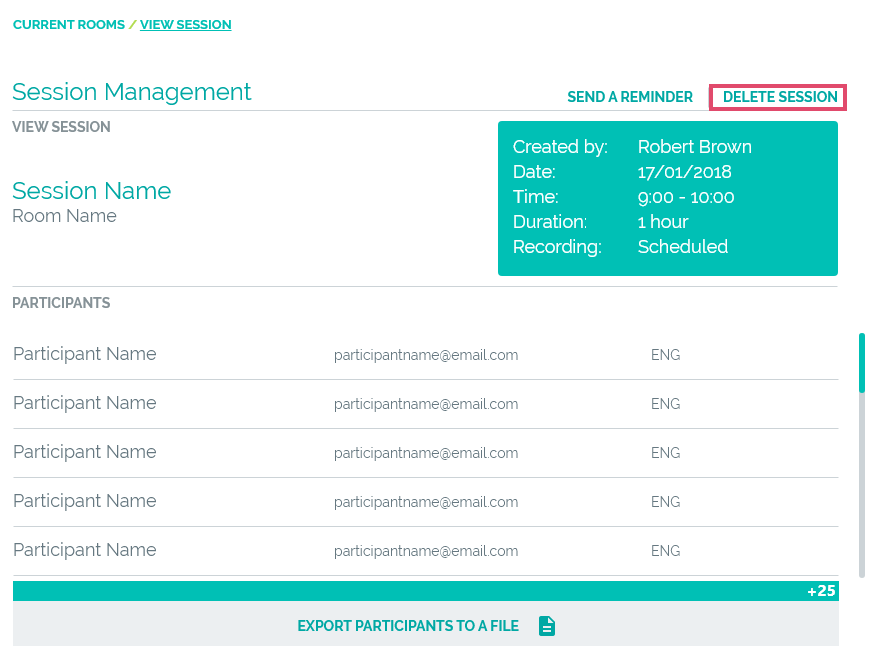 CURRENT ROOMS / VIEW SESSION
Session Management
SEND A REMINDER DELETE SESSION
VIEW SESSION
Created by: Robert Brown
Date: 17/01/2018
Time: 9:00 - 10:00
Duration: 1 hour
Recording: Scheduled
Session Name
Room Name
PARTICIPANTS
Participant Name participantname@email.com ENG
Participant Name participantname@email.com ENG
Participant Name participantname@email.com ENG
Participant Name participantname@email.com ENG
Participant Name participantname@email.com ENG
+25
EXPORT PARTICIPANTS TO A FILE